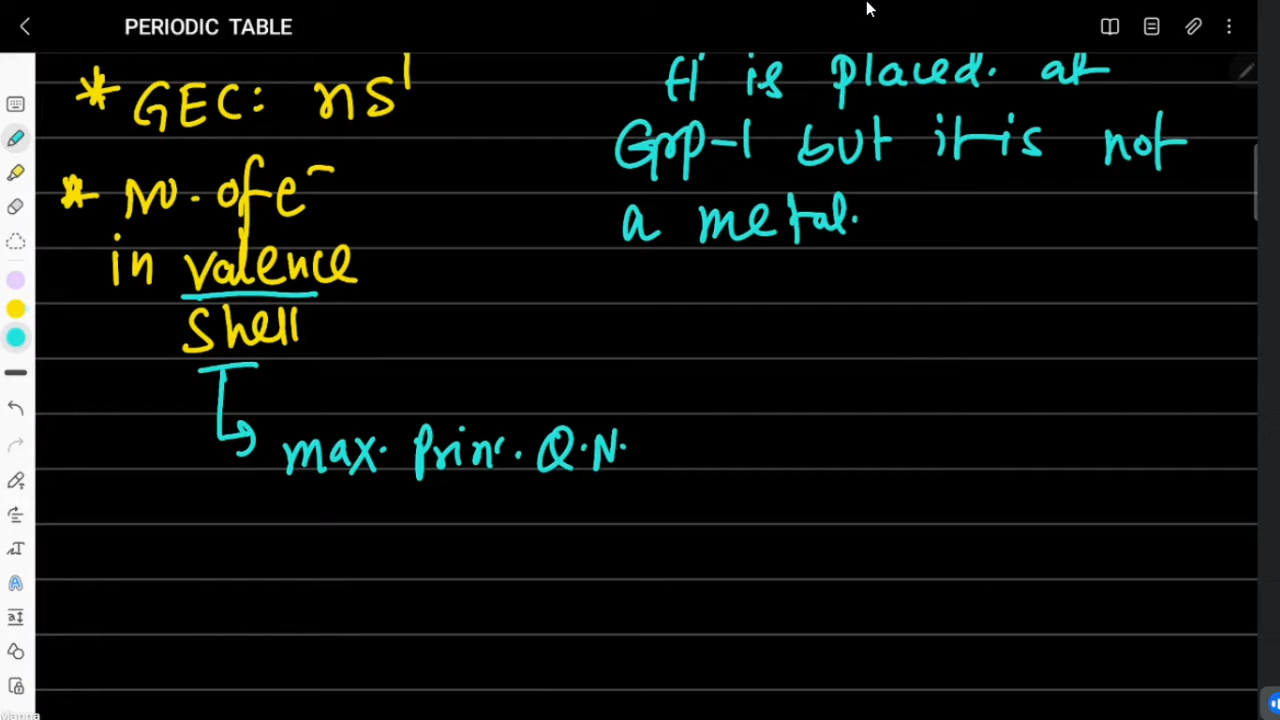 PERIODIC TABLE
* GEC: ns¹
* No. of e⁻
in valence
Shell
max. Prin. Q.N.
H is placed. at
Grp-1 but it is not
a metal.
Manna